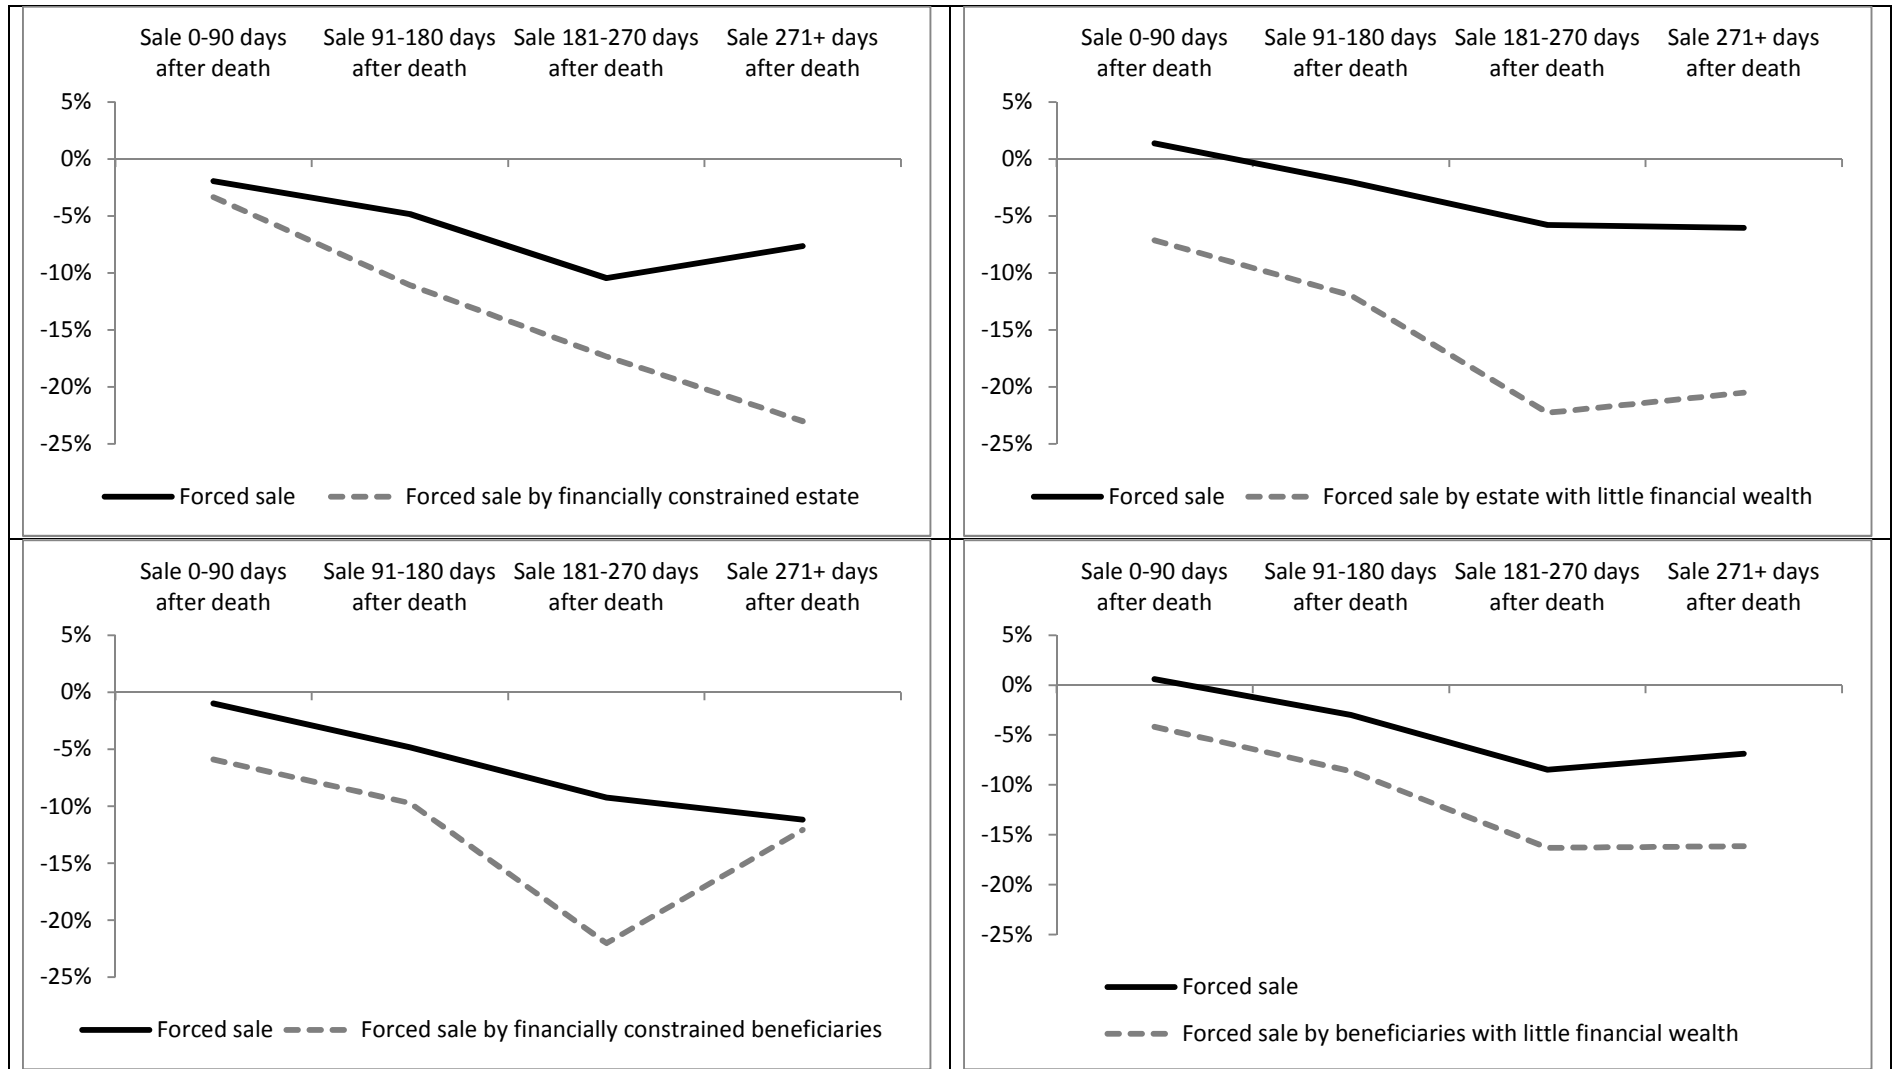 Sale 0-90 days after death
Sale 91-180 days after death
Sale 181-270 days after death
Sale 271+ days after death
5%
0%
-5%
-10%
-15%
-20%
-25%
Forced sale
Forced sale by financially constrained estate
Sale 0-90 days after death
Sale 91-180 days after death
Sale 181-270 days after death
Sale 271+ days after death
5%
0%
-5%
-10%
-15%
-20%
-25%
Forced sale
Forced sale by estate with little financial wealth
Sale 0-90 days after death
Sale 91-180 days after death
Sale 181-270 days after death
Sale 271+ days after death
5%
0%
-5%
-10%
-15%
-20%
-25%
Forced sale
Forced sale by financially constrained beneficiaries
Sale 0-90 days after death
Sale 91-180 days after death
Sale 181-270 days after death
Sale 271+ days after death
5%
0%
-5%
-10%
-15%
-20%
-25%
Forced sale
Forced sale by beneficiaries with little financial wealth